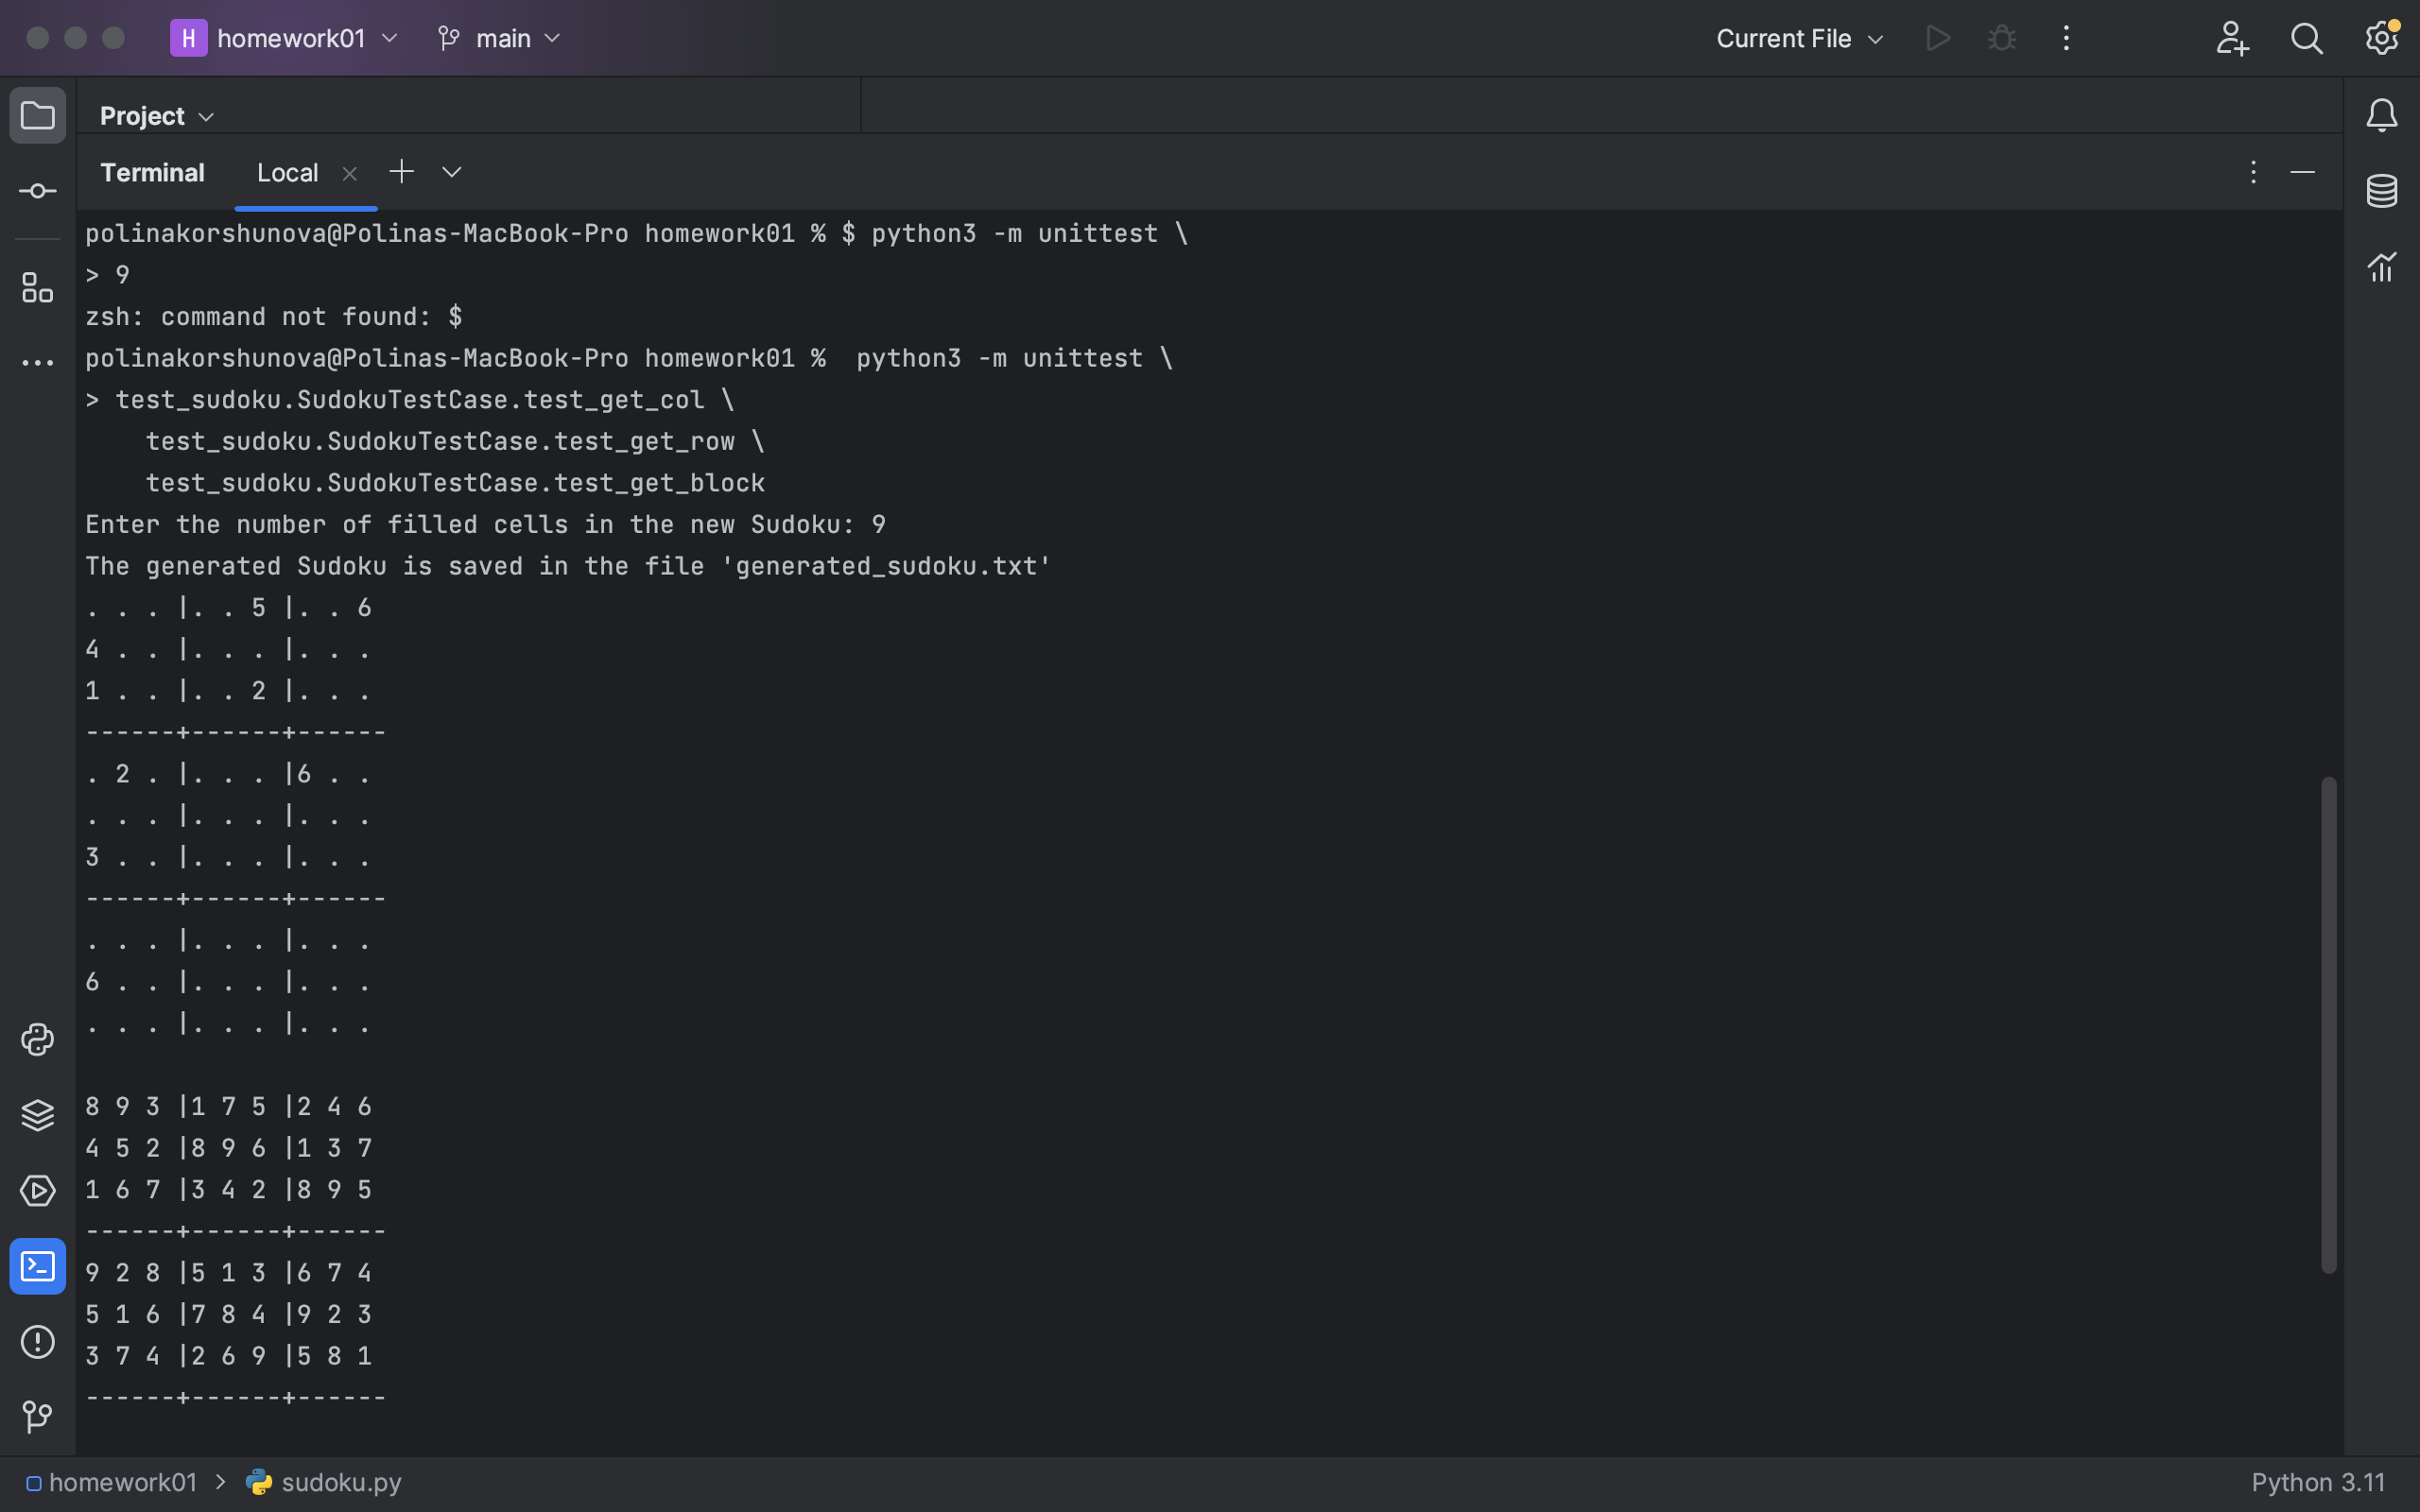 H homework01 main Current File
Project
Terminal Local
polinakorshunova@Polinas-MacBook-Pro homework01 % $ python3 -m unittest \
> 9
zsh: command not found: $
polinakorshunova@Polinas-MacBook-Pro homework01 %  python3 -m unittest \
> test_sudoku.SudokuTestCase.test_get_col \
    test_sudoku.SudokuTestCase.test_get_row \
    test_sudoku.SudokuTestCase.test_get_block
Enter the number of filled cells in the new Sudoku: 9
The generated Sudoku is saved in the file 'generated_sudoku.txt'
. . . |. . 5 |. . 6
4 . . |. . . |. . .
1 . . |. . 2 |. . .
------+------+------
. 2 . |. . . |6 . .
. . . |. . . |. . .
3 . . |. . . |. . .
------+------+------
. . . |. . . |. . .
6 . . |. . . |. . .
. . . |. . . |. . .
8 9 3 |1 7 5 |2 4 6
4 5 2 |8 9 6 |1 3 7
1 6 7 |3 4 2 |8 9 5
------+------+------
9 2 8 |5 1 3 |6 7 4
5 1 6 |7 8 4 |9 2 3
3 7 4 |2 6 9 |5 8 1
------+------+------
homework01 > sudoku.py Python 3.11